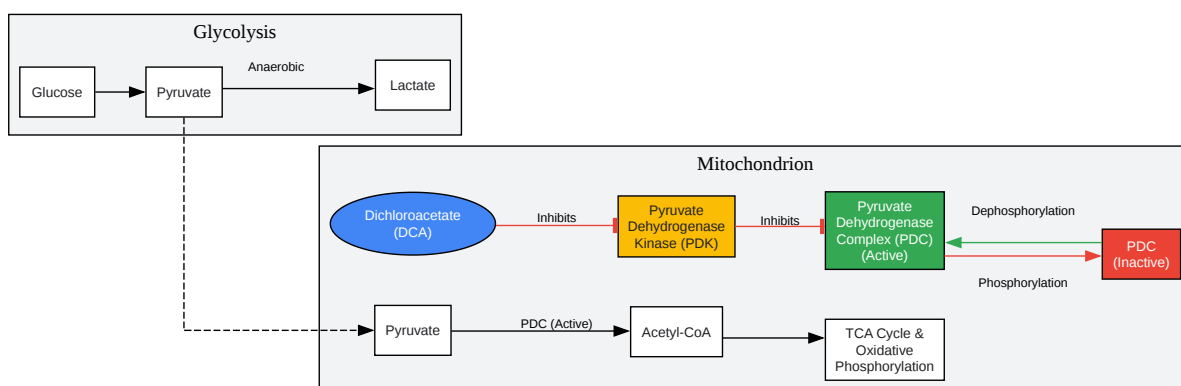 Glycolysis
Glucose
Pyruvate
Anaerobic
Lactate
Mitochondrion
Dichloroacetate
(DCA)
Inhibits
Pyruvate
Dehydrogenase
Kinase (PDK)
Inhibits
Pyruvate
Dehydrogenase
Complex (PDC)
(Active)
Dephosphorylation
Phosphorylation
PDC
(Inactive)
Pyruvate
PDC (Active)
Acetyl-CoA
TCA Cycle &
Oxidative
Phosphorylation